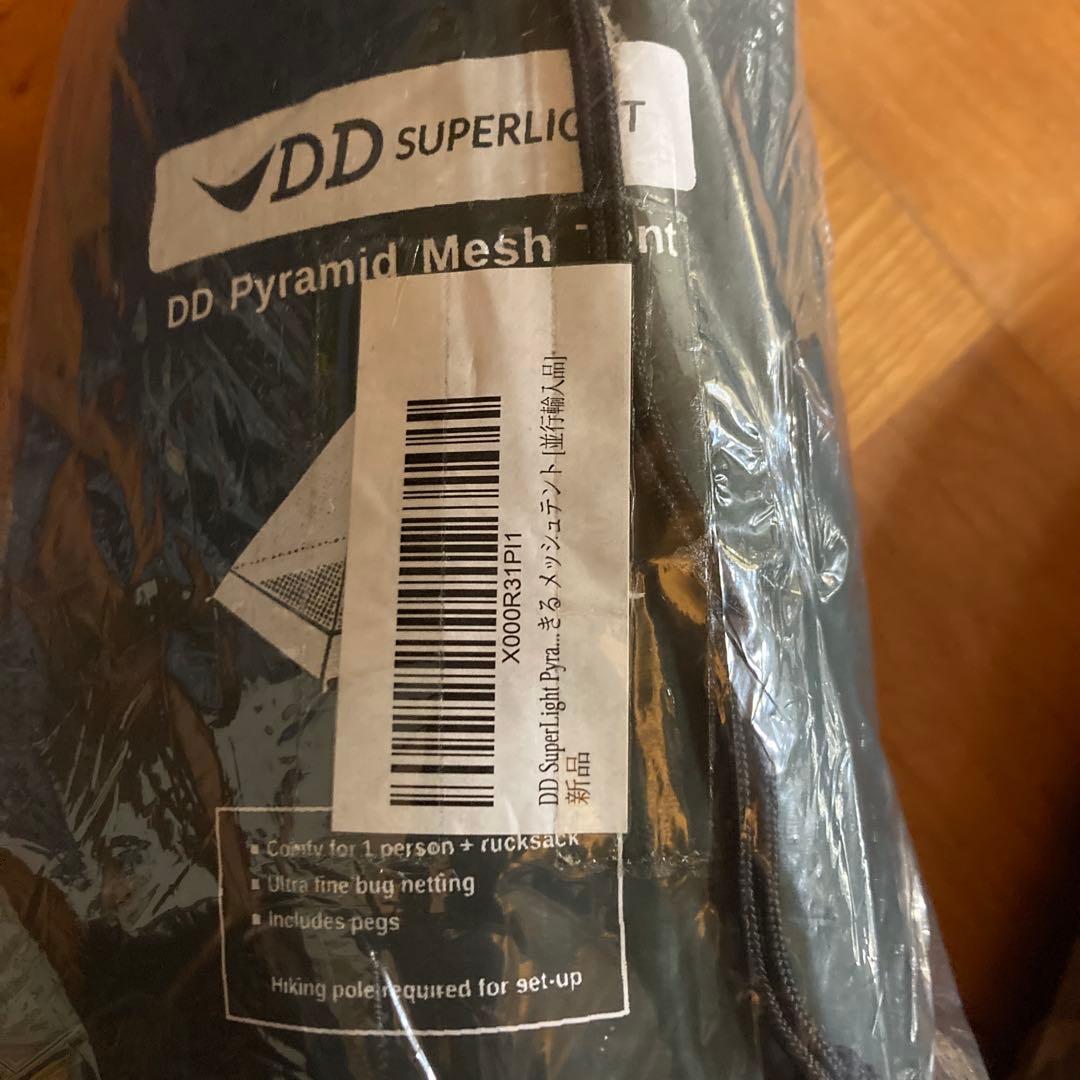 DD SUPERLIGHT
DD Pyramid Mesh Tent
X000R31PI1
DD SuperLight Pyra... きる メッシュテント [並行輸入品]
新品
Comfy for 1 person + rucksack
Ultra fine bug netting
Includes pegs
Hiking pole required for set-up